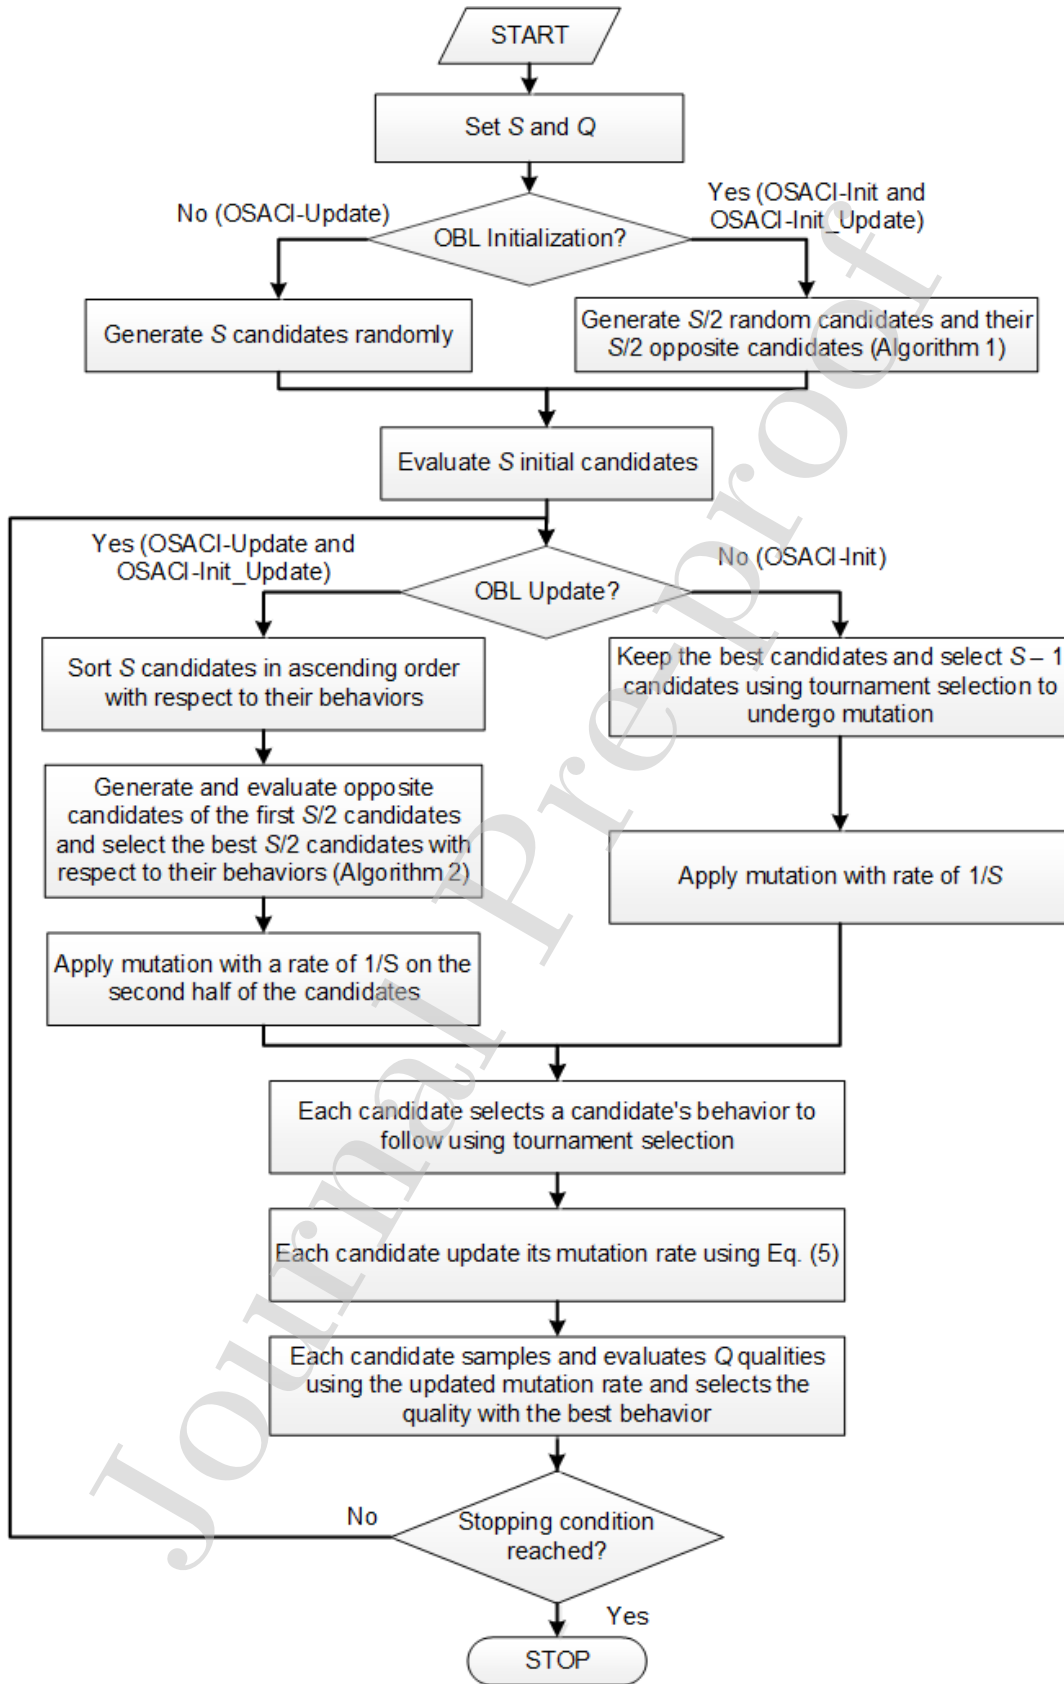 START
Set S and Q
No (OSACI-Update)
Yes (OSACI-Init and
OSACI-Init_Update)
OBL Initialization?
Generate S candidates randomly
Generate S/2 random candidates and their
S/2 opposite candidates (Algorithm 1)
Evaluate S initial candidates
Yes (OSACI-Update and
OSACI-Init_Update)
No (OSACI-Init)
OBL Update?
Sort S candidates in ascending order
with respect to their behaviors
Keep the best candidates and select S – 1
candidates using tournament selection to
undergo mutation
Generate and evaluate opposite
candidates of the first S/2 candidates
and select the best S/2 candidates with
respect to their behaviors (Algorithm 2)
Apply mutation with rate of 1/S
Apply mutation with a rate of 1/S on the
second half of the candidates
Each candidate selects a candidate's behavior to
follow using tournament selection
Each candidate update its mutation rate using Eq. (5)
Each candidate samples and evaluates Q qualities
using the updated mutation rate and selects the
quality with the best behavior
No
Stopping condition
reached?
Yes
STOP
Journal Pre-proof